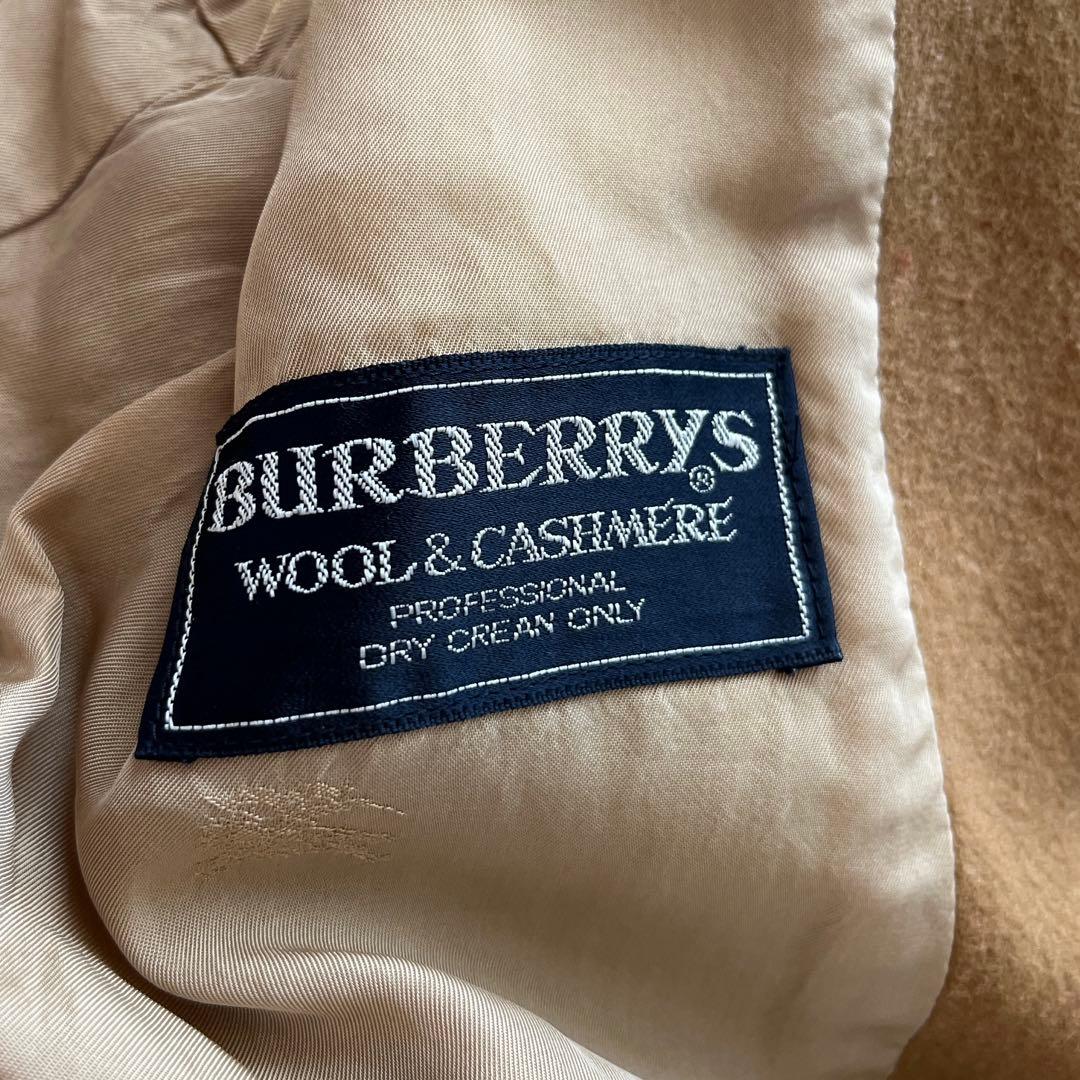 BURBERRYS
®
WOOL & CASHMERE
PROFESSIONAL
DRY CREAN ONLY